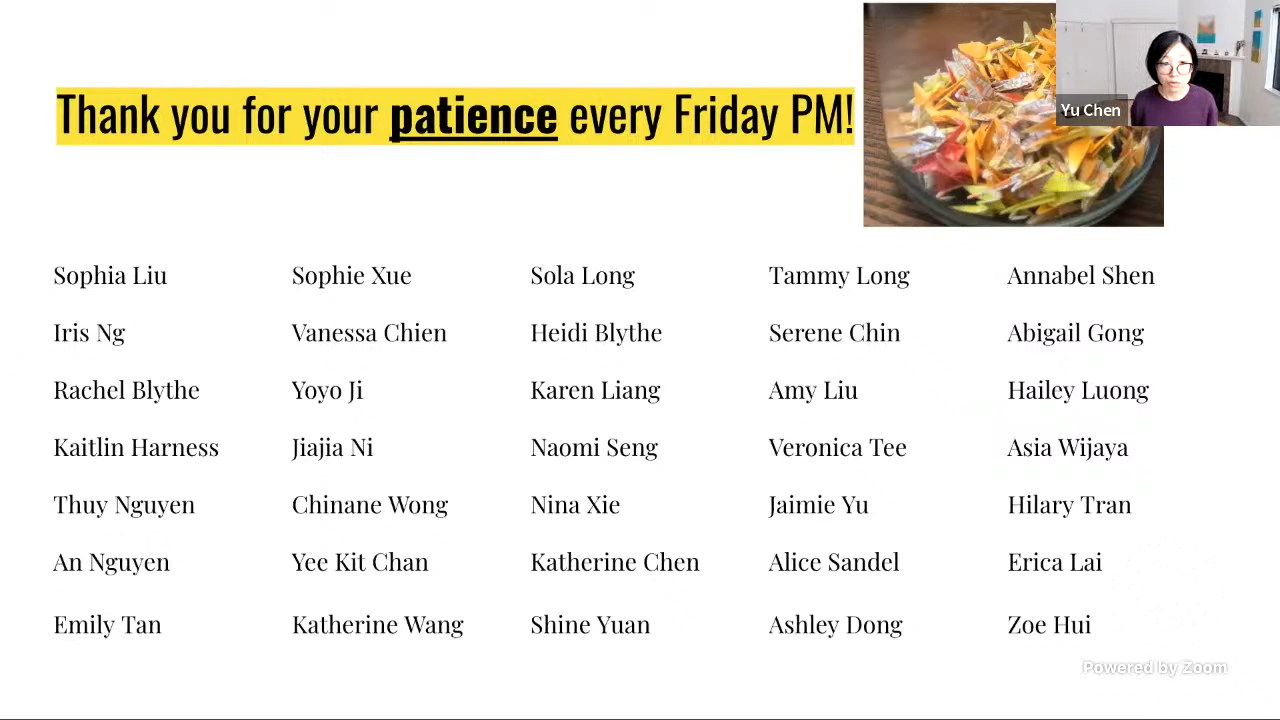 Thank you for your patience every Friday PM!
Yu Chen
Sophia Liu Sophie Xue Sola Long Tammy Long Annabel Shen
Iris Ng Vanessa Chien Heidi Blythe Serene Chin Abigail Gong
Rachel Blythe Yoyo Ji Karen Liang Amy Liu Hailey Luong
Kaitlin Harness Jiajia Ni Naomi Seng Veronica Tee Asia Wijaya
Thuy Nguyen Chinane Wong Nina Xie Jaimie Yu Hilary Tran
An Nguyen Yee Kit Chan Katherine Chen Alice Sandel Erica Lai
Emily Tan Katherine Wang Shine Yuan Ashley Dong Zoe Hui
Powered by Zoom